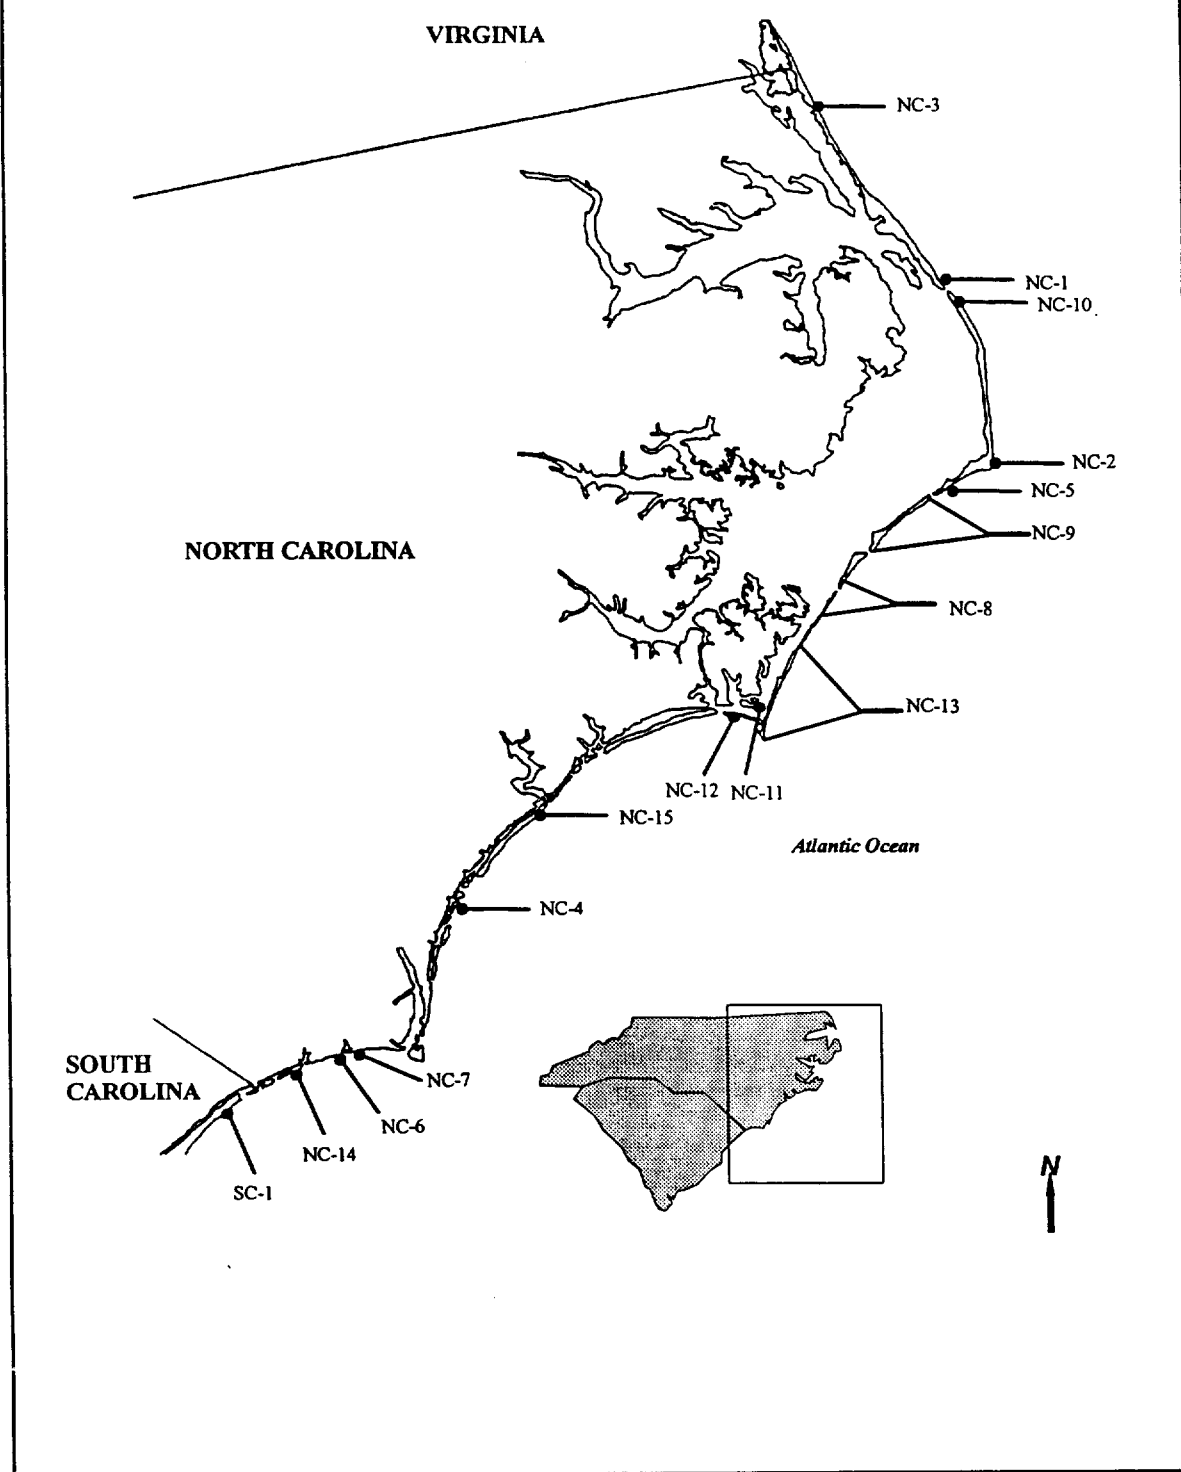 VIRGINIA
NC-3
NC-1
NC-10
NC-2
NC-5
NC-9
NORTH CAROLINA
NC-8
NC-13
NC-12 NC-11
NC-15
Atlantic Ocean
NC-4
SOUTH
CAROLINA
NC-7
NC-6
NC-14
SC-1
N